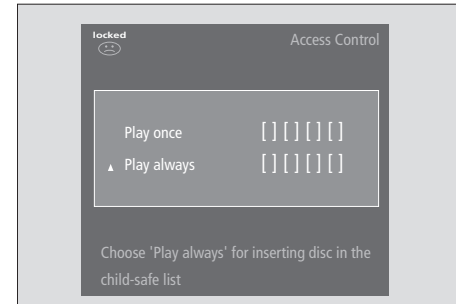 locked
Access Control
Play once [ ] [ ] [ ] [ ]
▲ Play always [ ] [ ] [ ] [ ]
Choose 'Play always' for inserting disc in the
child-safe list